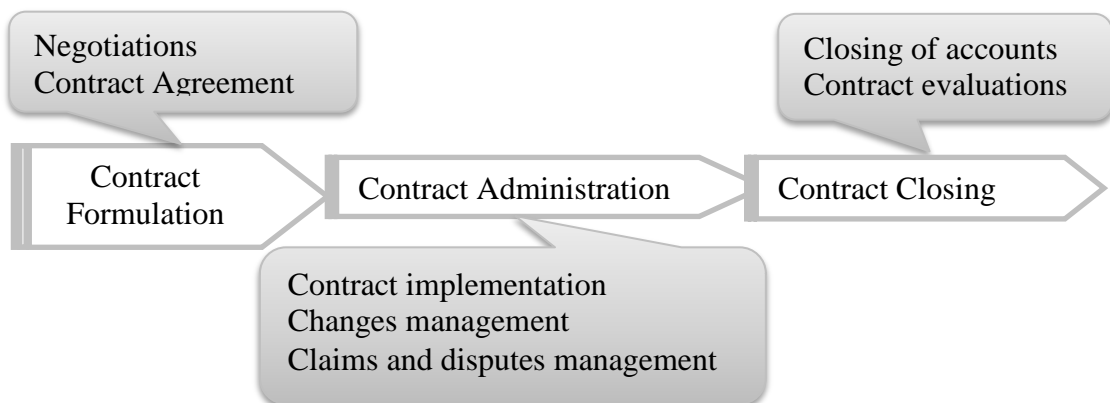 Negotiations
Contract Agreement
Closing of accounts
Contract evaluations
Contract
Formulation
Contract Administration
Contract Closing
Contract implementation
Changes management
Claims and disputes management